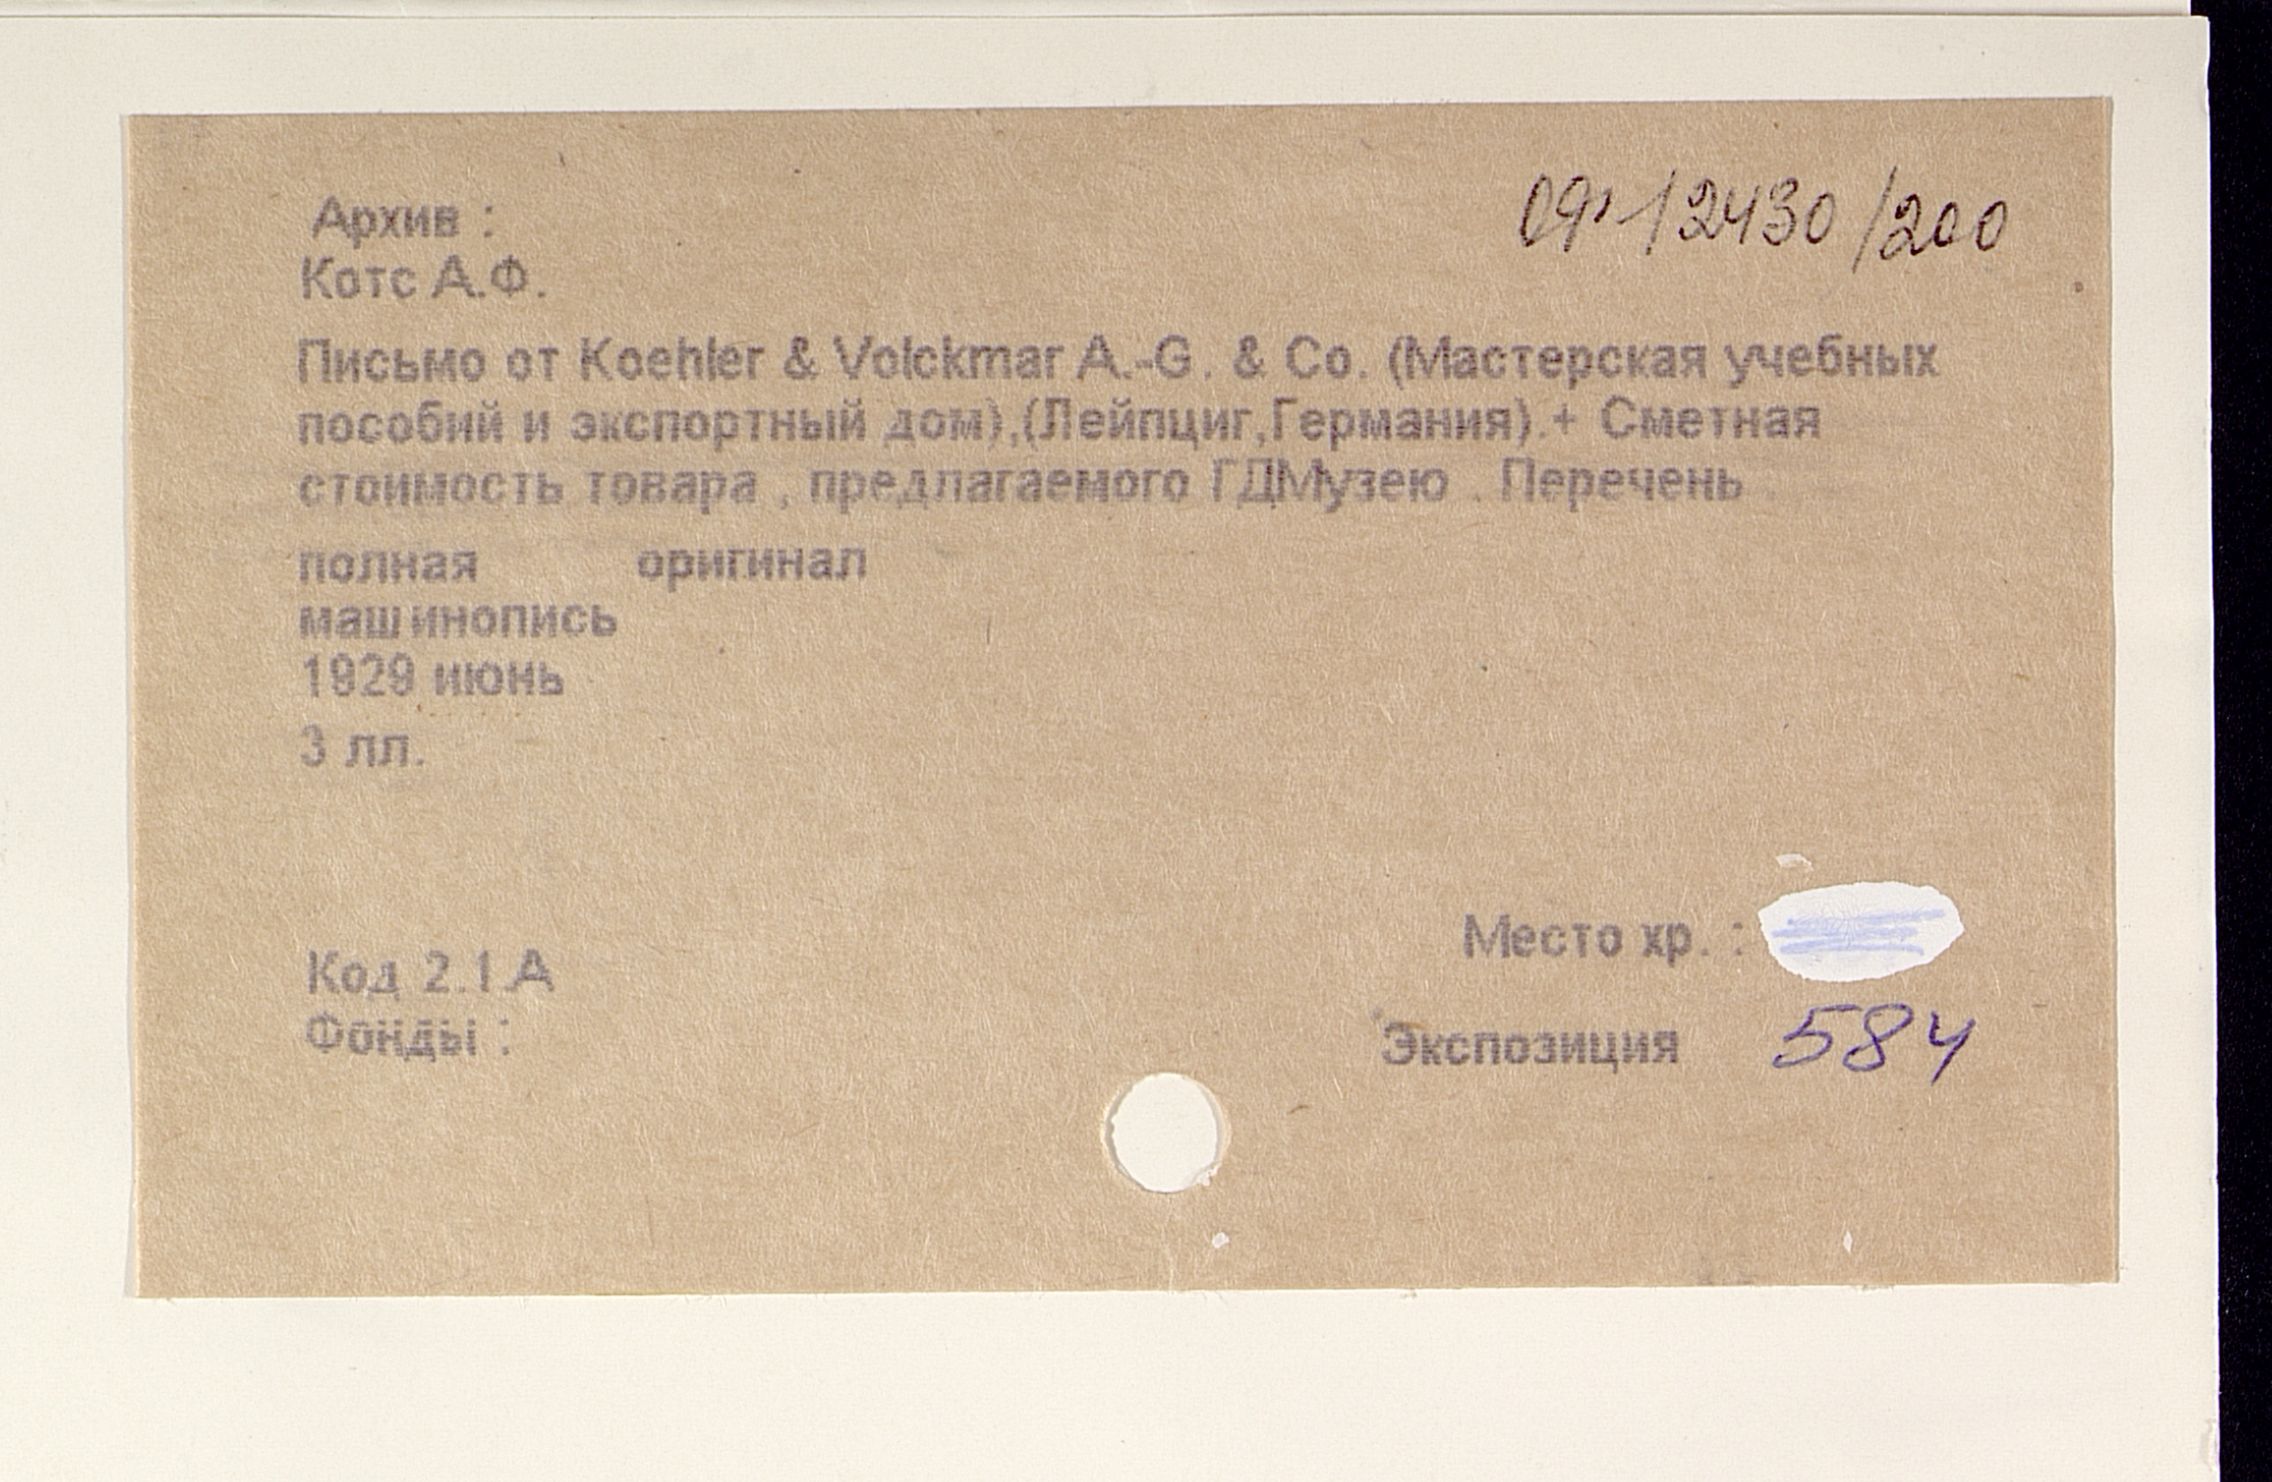 Архив :
оф 12430/200
Котс А.Ф.
Письмо от Koehler & Volckmar A.-G. & Co. (Мастерская учебных
пособий и экспортный дом),(Лейпциг,Германия).+ Сметная
стоимость товара , предлагаемого ГДМузею . Перечень .
полная оригинал
машинопись
1929 июнь
3 лл.
Место хр. :
Код 2.1.А
Фонды :
Экспозиция 584